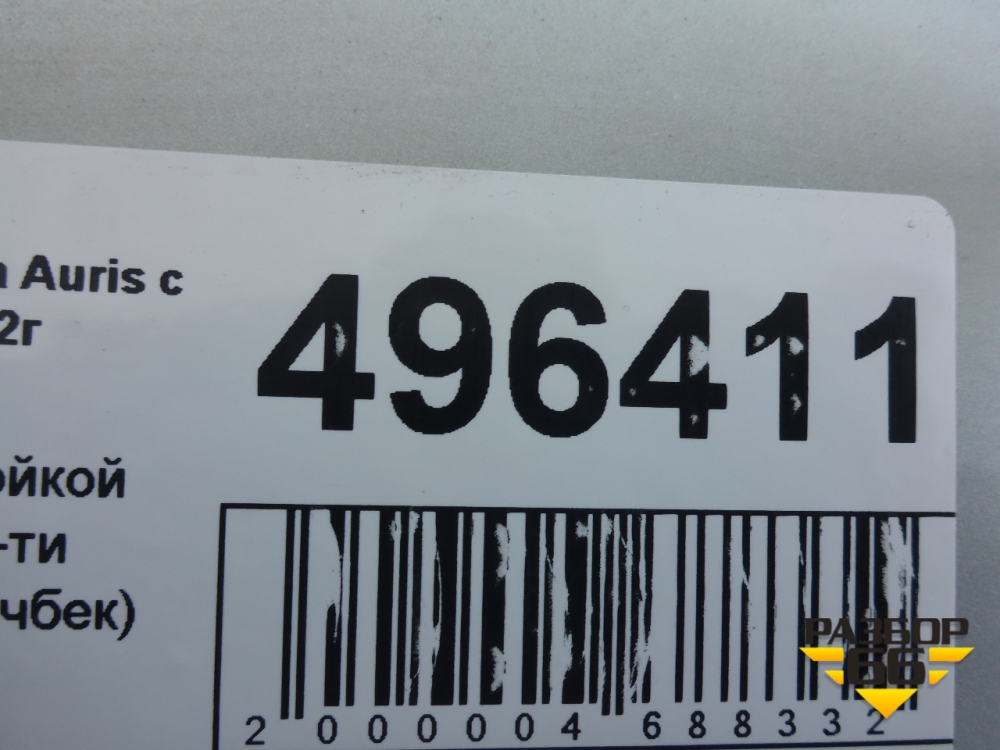 а Auris с
2г
496411
ойкой
-ти
чбек)
2 000004 688332
РАЗБОР
66